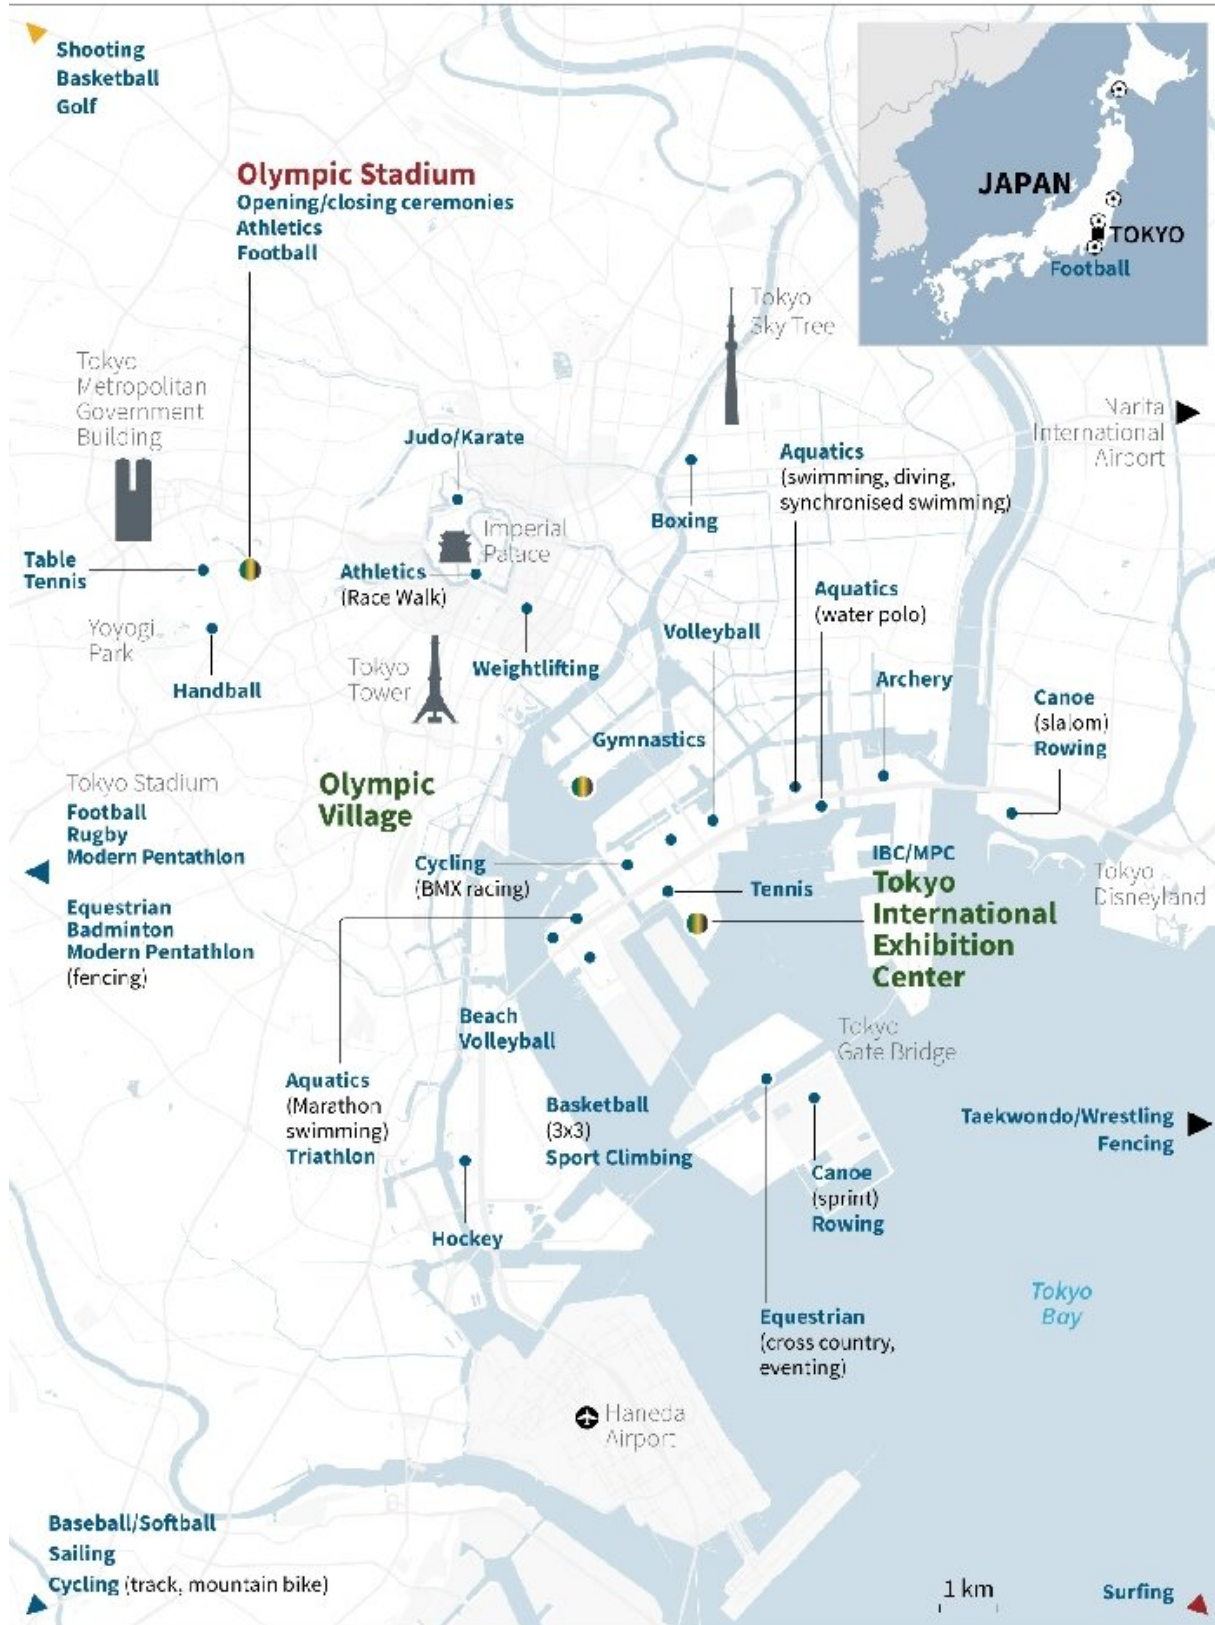 Shooting
Basketball
Golf
Olympic Stadium
Opening/closing ceremonies
Athletics
Football
JAPAN
TOKYO
Football
Tokyo
Sky Tree
Tokyo
Metropolitan
Government
Building
Narita
International
Airport
Judo/Karate
Aquatics
(swimming, diving,
synchronised swimming)
Boxing
Imperial
Palace
Table
Tennis
Athletics
(Race Walk)
Aquatics
(water polo)
Yoyogi
Park
Volleyball
Tokyo
Tower
Weightlifting
Handball
Archery
Canoe
(slalom)
Rowing
Gymnastics
Olympic
Village
Tokyo Stadium
Football
Rugby
Modern Pentathlon
Equestrian
Badminton
Modern Pentathlon
(fencing)
Cycling
(BMX racing)
Tennis
IBC/MPC
Tokyo
International
Exhibition
Center
Tokyo
Disneyland
Beach
Volleyball
Tokyo
Gate Bridge
Aquatics
(Marathon
swimming)
Triathlon
Basketball
(3x3)
Sport Climbing
Taekwondo/Wrestling
Fencing
Canoe
(sprint)
Rowing
Hockey
Tokyo
Bay
Equestrian
(cross country,
eventing)
Haneda
Airport
Baseball/Softball
Sailing
Cycling (track, mountain bike)
1 km
Surfing